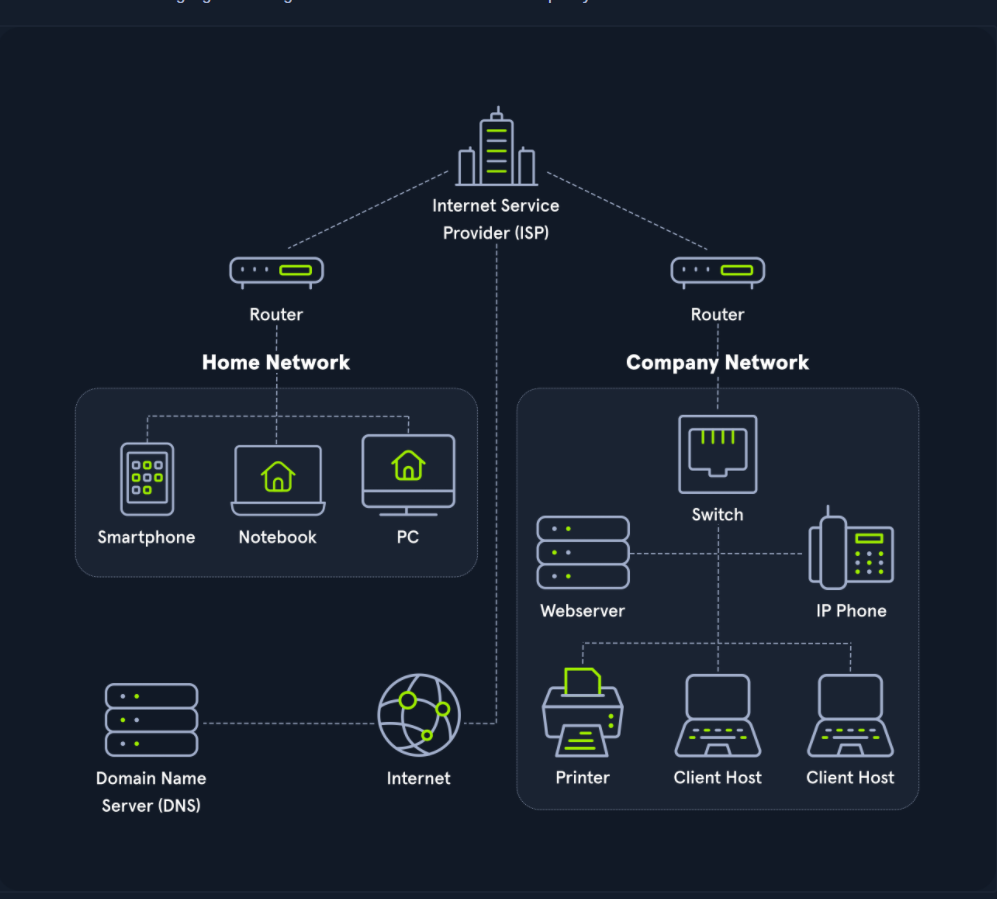 Internet Service
Provider (ISP)
Router
Router
Home Network
Company Network
Switch
Smartphone
Notebook
PC
Webserver
IP Phone
Domain Name
Server (DNS)
Internet
Printer
Client Host
Client Host